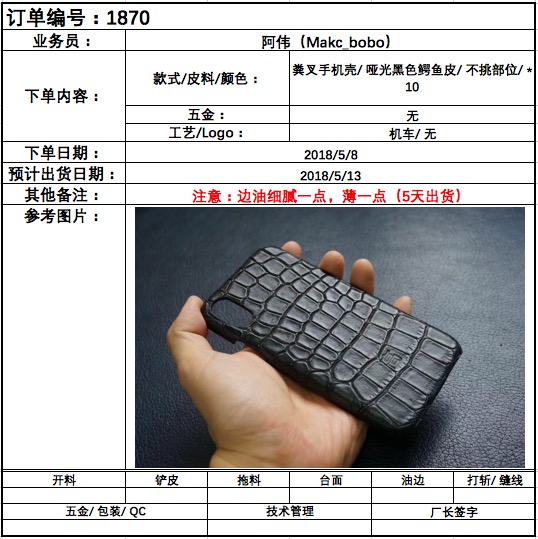 订单编号：1870
业务员： 阿伟（Makc_bobo）
下单内容： 款式/皮料/颜色： 粪叉手机壳/ 哑光黑色鳄鱼皮/ 不挑部位/ *
10
五金： 无
工艺/Logo： 机车/ 无
下单日期： 2018/5/8
预计出货日期： 2018/5/13
其他备注： 注意：边油细腻一点，薄一点（5天出货）
参考图片：
开料 铲皮 拖料 台面 油边 打斩/ 缝线
五金/ 包装/ QC 技术管理 厂长签字